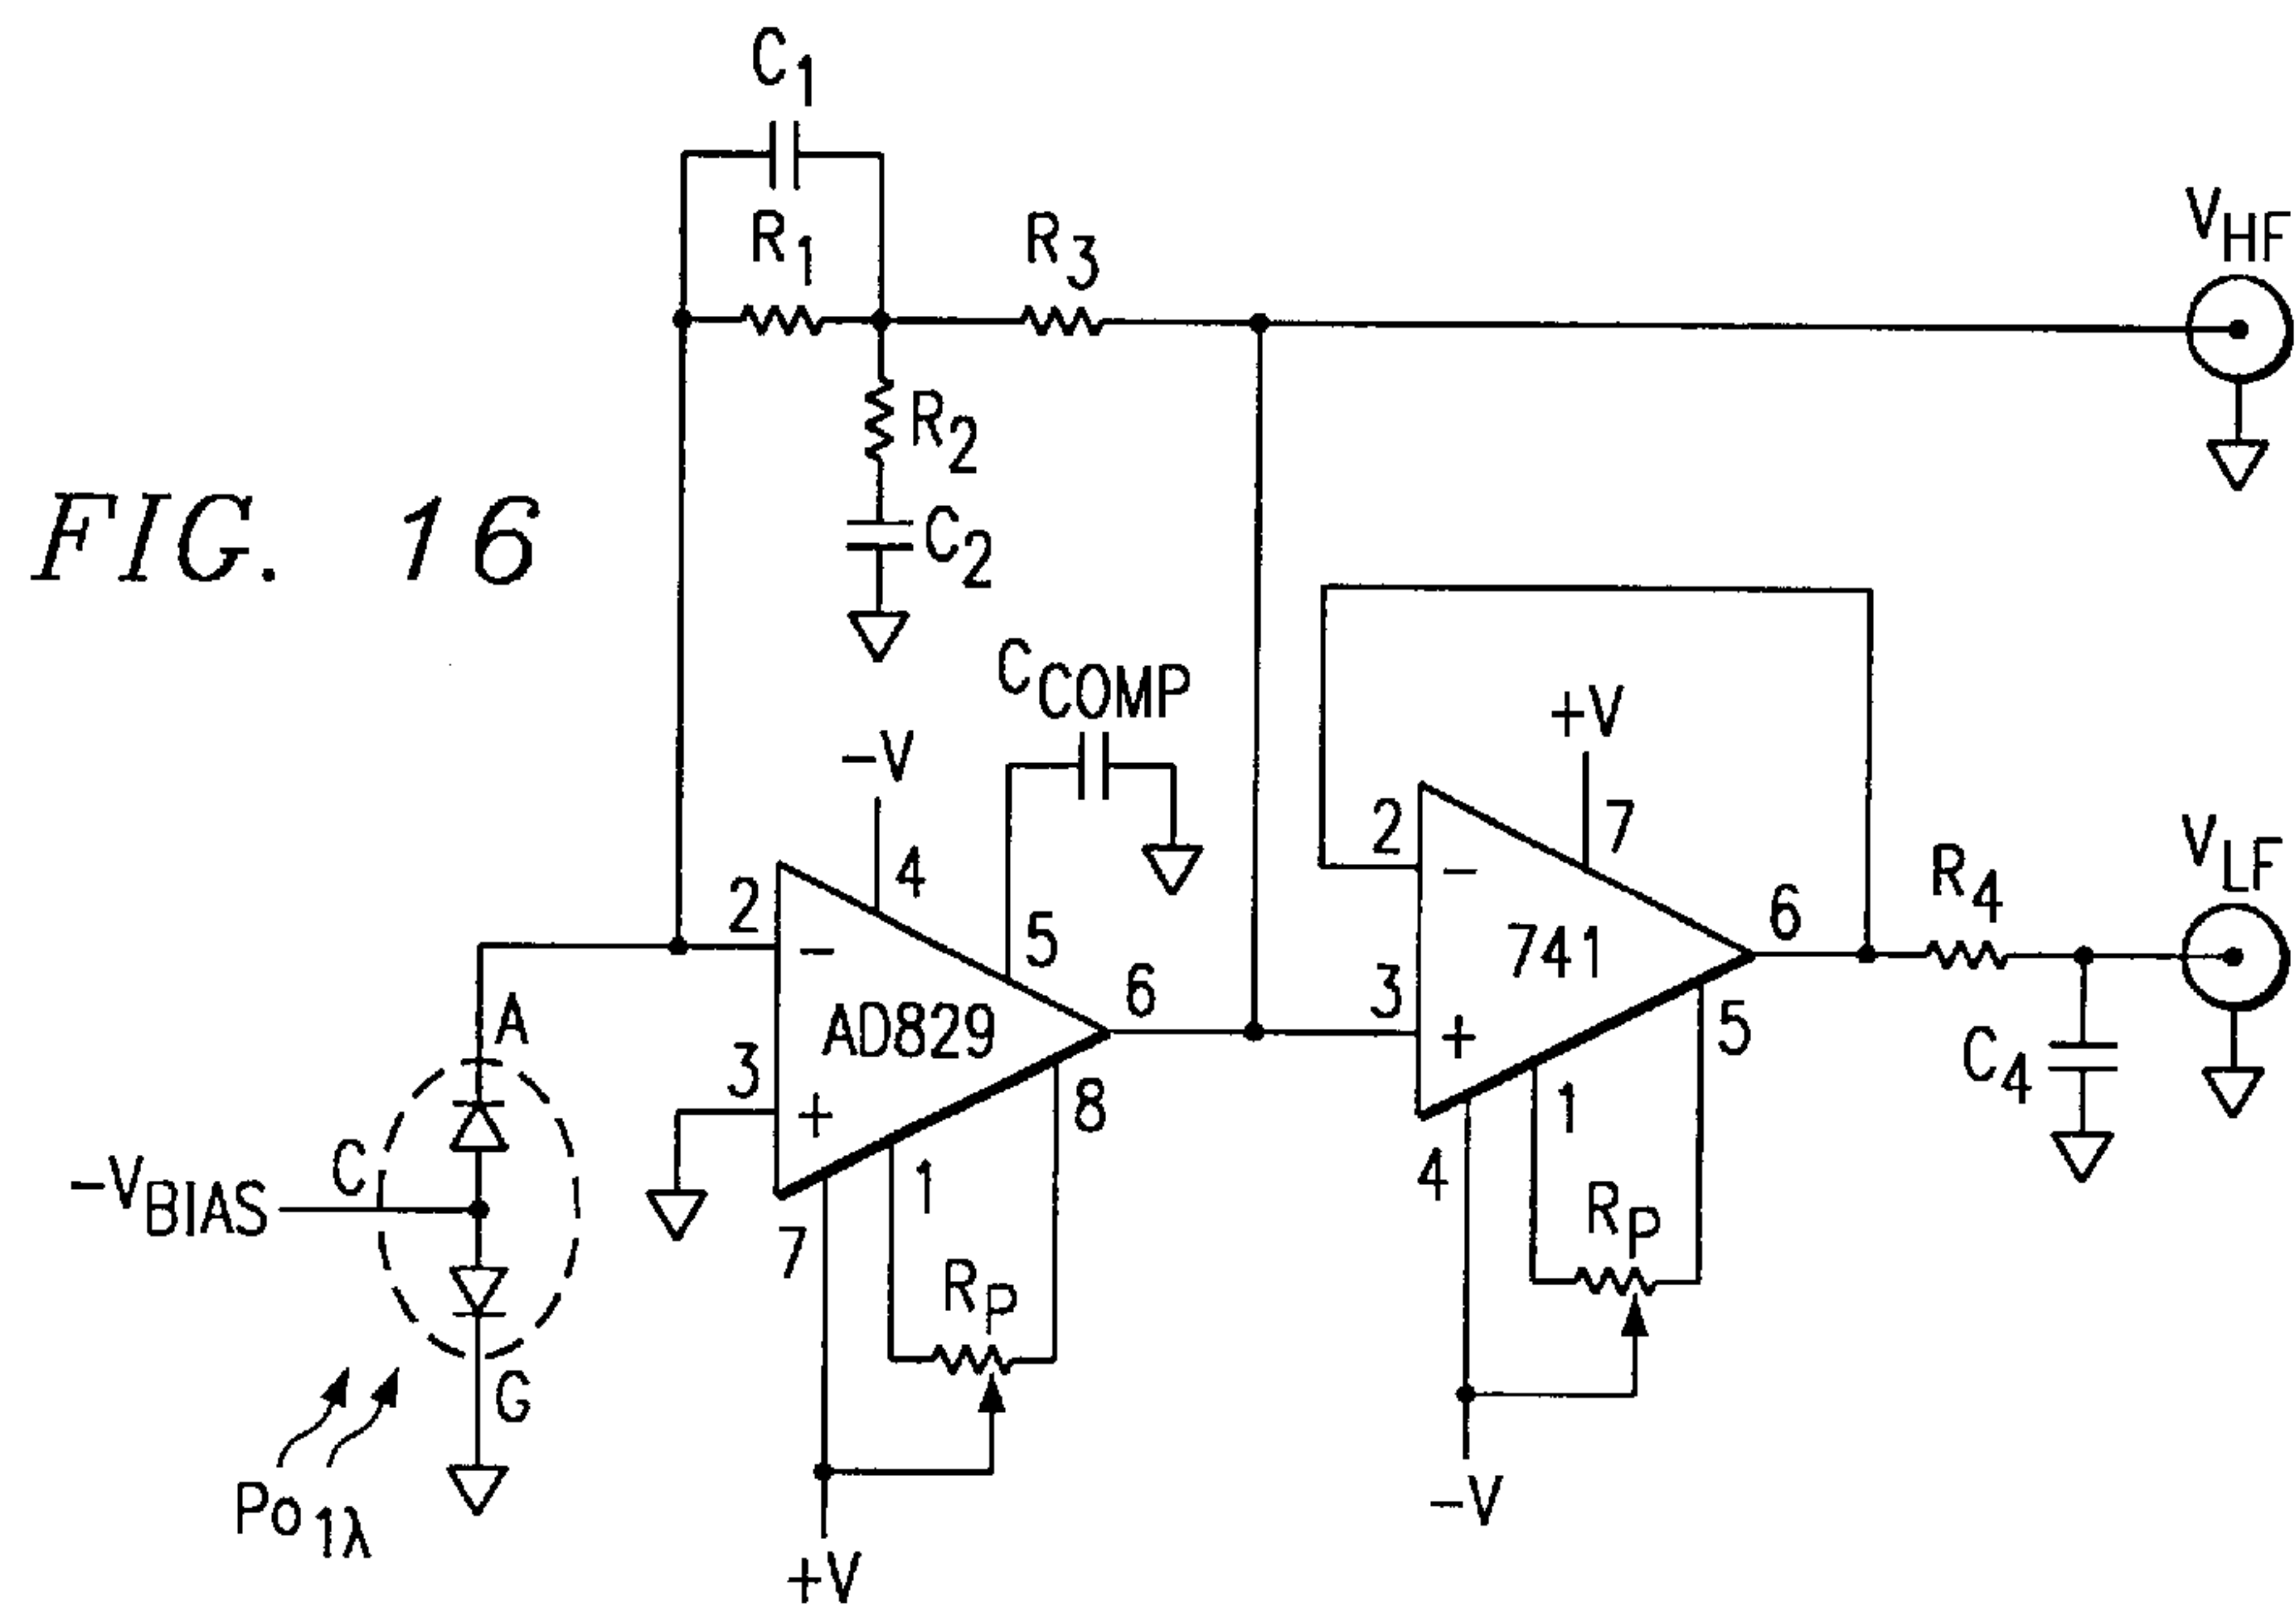 C1
R1
R3
VHF
R2
C2
FIG. 16
CCOMP
-V
+V
4
2
7
2
5
−
VLF
−
R4
6
741
6
A
AD829
3
5
3
+
C4
8
+
1
C
1
4
-VBIAS
RP
7
RP
G
-V
Po1λ
+V